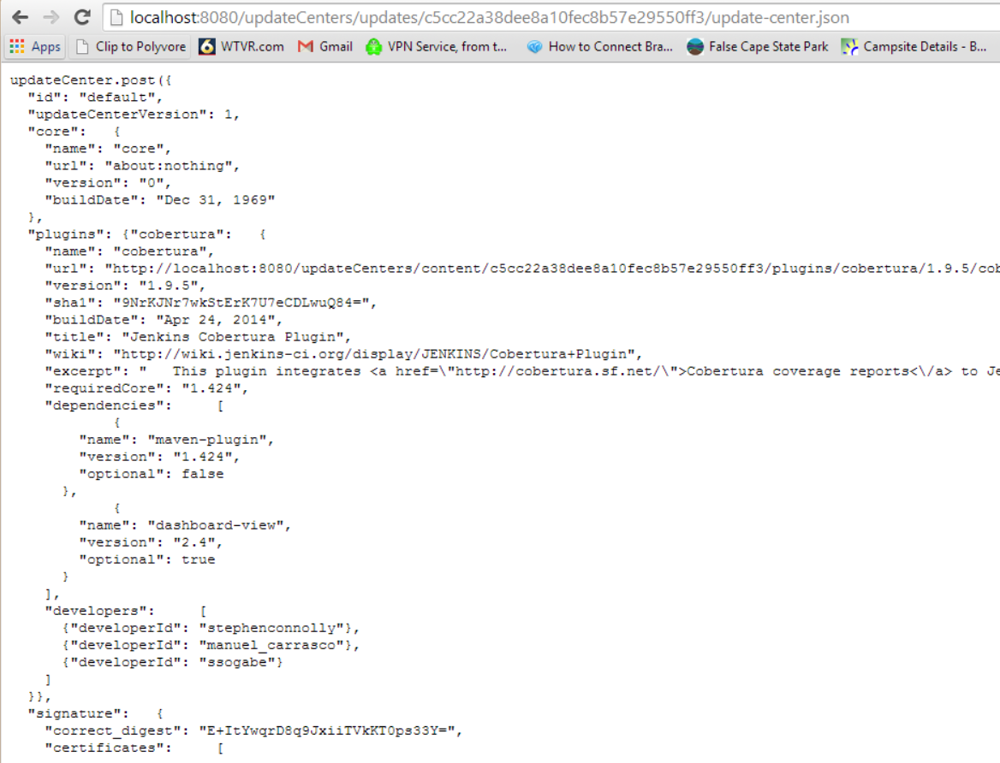 localhost:8080/updateCenters/updates/c5cc22a38dee8a10fec8b57e29550ff3/update-center.json
Apps Clip to Polyvore 6 WTVR.com Gmail VPN Service, from t... How to Connect Bra... False Cape State Park Campsite Details - B...
updateCenter.post({
  "id": "default",
  "updateCenterVersion": 1,
  "core":   {
    "name": "core",
    "url": "about:nothing",
    "version": "0",
    "buildDate": "Dec 31, 1969"
  },
  "plugins": {"cobertura":   {
    "name": "cobertura",
    "url": "http://localhost:8080/updateCenters/content/c5cc22a38dee8a10fec8b57e29550ff3/plugins/cobertura/1.9.5/cob
    "version": "1.9.5",
    "sha1": "9NrKJNr7wkStErK7U7eCDLwuQ84=",
    "buildDate": "Apr 24, 2014",
    "title": "Jenkins Cobertura Plugin",
    "wiki": "http://wiki.jenkins-ci.org/display/JENKINS/Cobertura+Plugin",
    "excerpt": "   This plugin integrates <a href=\"http://cobertura.sf.net/\">Cobertura coverage reports<\/a> to Je
    "requiredCore": "1.424",
    "dependencies":     [
            {
        "name": "maven-plugin",
        "version": "1.424",
        "optional": false
      },
            {
        "name": "dashboard-view",
        "version": "2.4",
        "optional": true
      }
    ],
    "developers":     [
      {"developerId": "stephenconnolly"},
      {"developerId": "manuel_carrasco"},
      {"developerId": "ssogabe"}
    ]
  }},
  "signature":   {
    "correct_digest": "E+ItYwqrD8q9JxiiTVkKT0ps33Y=",
    "certificates":     [